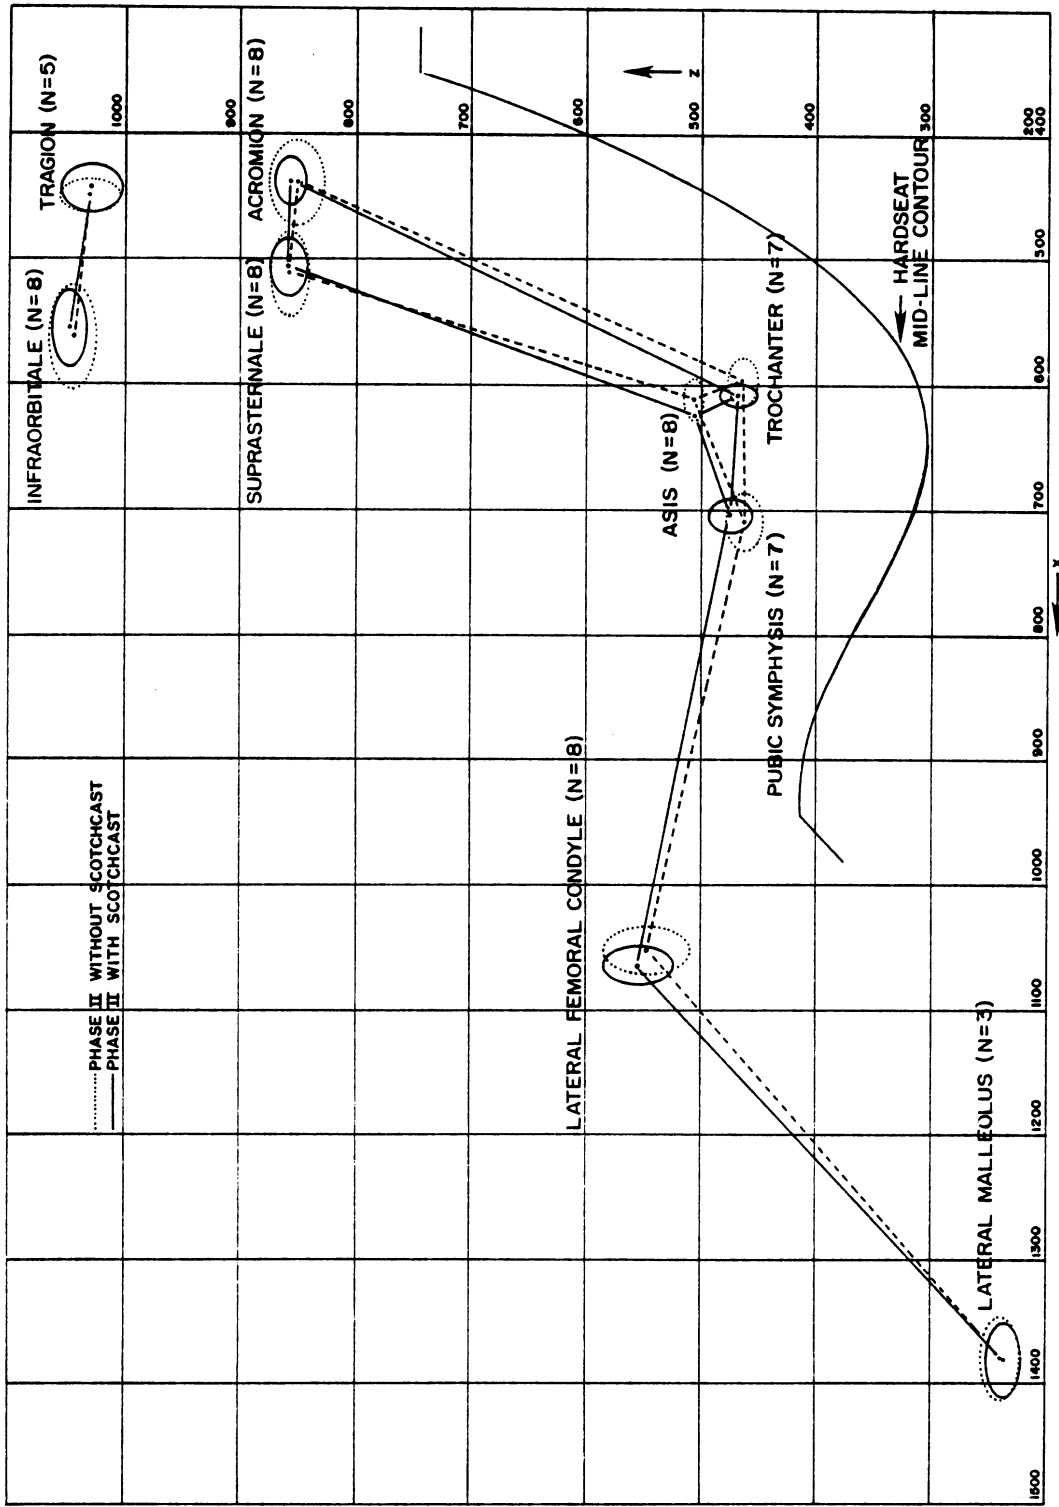 PHASE II WITHOUT SCOTCHCAST
PHASE II WITH SCOTCHCAST
INFRAORBITALE (N=8)
TRAGION (N=5)
SUPRASTERNALE (N=8)
ACROMION (N=8)
LATERAL FEMORAL CONDYLE (N=8)
ASIS (N=8)
PUBIC SYMPHYSIS (N=7)
TROCHANTER (N=7)
HARDSEAT
MID-LINE CONTOUR
LATERAL MALLEOLUS (N=3)
Z
1000
900
800
700
600
500
400
300
200
1500
1400
1300
1200
1100
1000
900
800
700
600
500
400
X